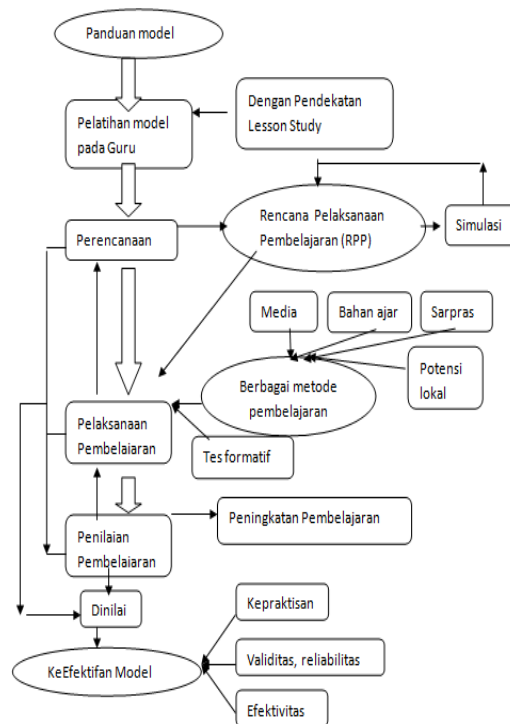 Panduan model
Dengan Pendekatan
Lesson Study
Pelatihan model
pada Guru
Rencana Pelaksanaan
Pembelajaran (RPP)
Simulasi
Perencanaan
Media
Bahan ajar
Sarpras
Potensi
lokal
Berbagai metode
pembelajaran
Pelaksanaan
Pembelaiaran
Tes formatif
Peningkatan Pembelajaran
Penilaian
Pembelaiaran
Dinilai
Kepraktisan
KeEfektifan Model
Validitas, reliabilitas
Efektivitas